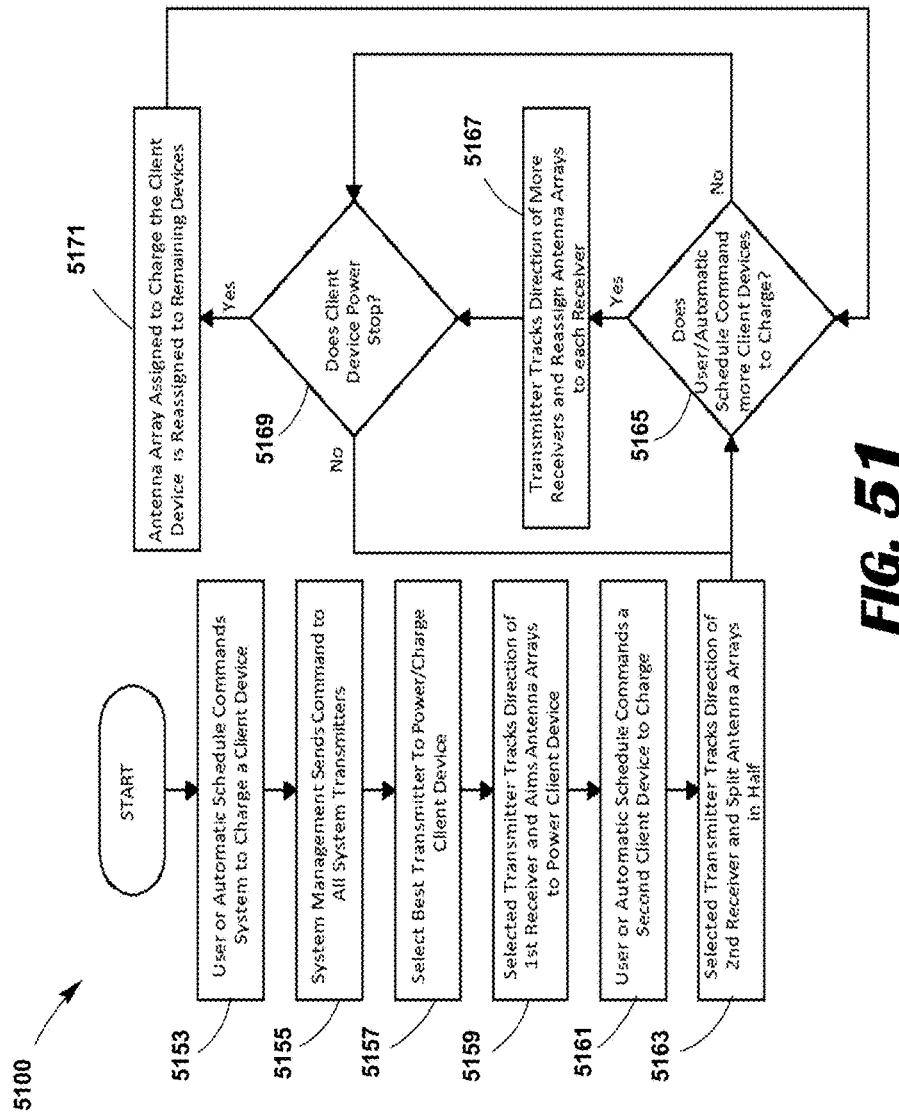 5100
START
5153
User or Automatic Schedule Commands
System to Charge a Client Device
5155
System Management Sends Command to
All System Transmitters
5157
Select Best Transmitter To Power/Charge
Client Device
5159
Selected Transmitter Tracks Direction of
1st Receiver and Aims Antenna Arrays
to Power Client Device
5161
User or Automatic Schedule Commands a
Second Client Device to Charge
5163
Selected Transmitter Tracks Direction of
2nd Receiver and Split Antenna Arrays
in Half
5171
Antenna Array Assigned to Charge the Client
Device is Reassigned to Remaining Devices
Yes
Does Client
Device Power
Stop?
5169
No
5167
Transmitter Tracks Direction of More
Receivers and Reassign Antenna Arrays
to each Receiver
Yes
No
Does
User/Automatic
Schedule Command
more Client Devices
to Charge?
5165
FIG. 51